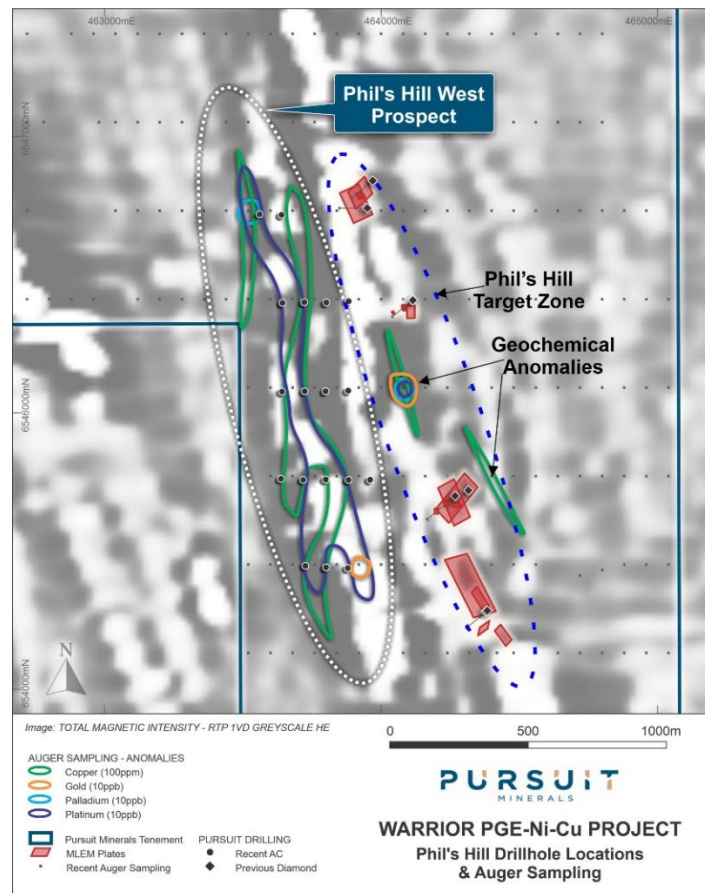 463000mE
464000mE
465000mE
6547000mN
6546000mN
654000mN
Phil's Hill West
Prospect
Phil's Hill
Target Zone
Geochemical
Anomalies
N
Image: TOTAL MAGNETIC INTENSITY - RTP 1VD GREYSCALE HE
0 500 1000m
AUGER SAMPLING - ANOMALIES
Copper (100ppm)
Gold (10ppb)
Palladium (10ppb)
Platinum (10ppb)
Pursuit Minerals Tenement
MLEM Plates
Recent Auger Sampling
PURSUIT DRILLING
Recent AC
Previous Diamond
PURSUIT
MINERALS
WARRIOR PGE-Ni-Cu PROJECT
Phil's Hill Drillhole Locations
& Auger Sampling